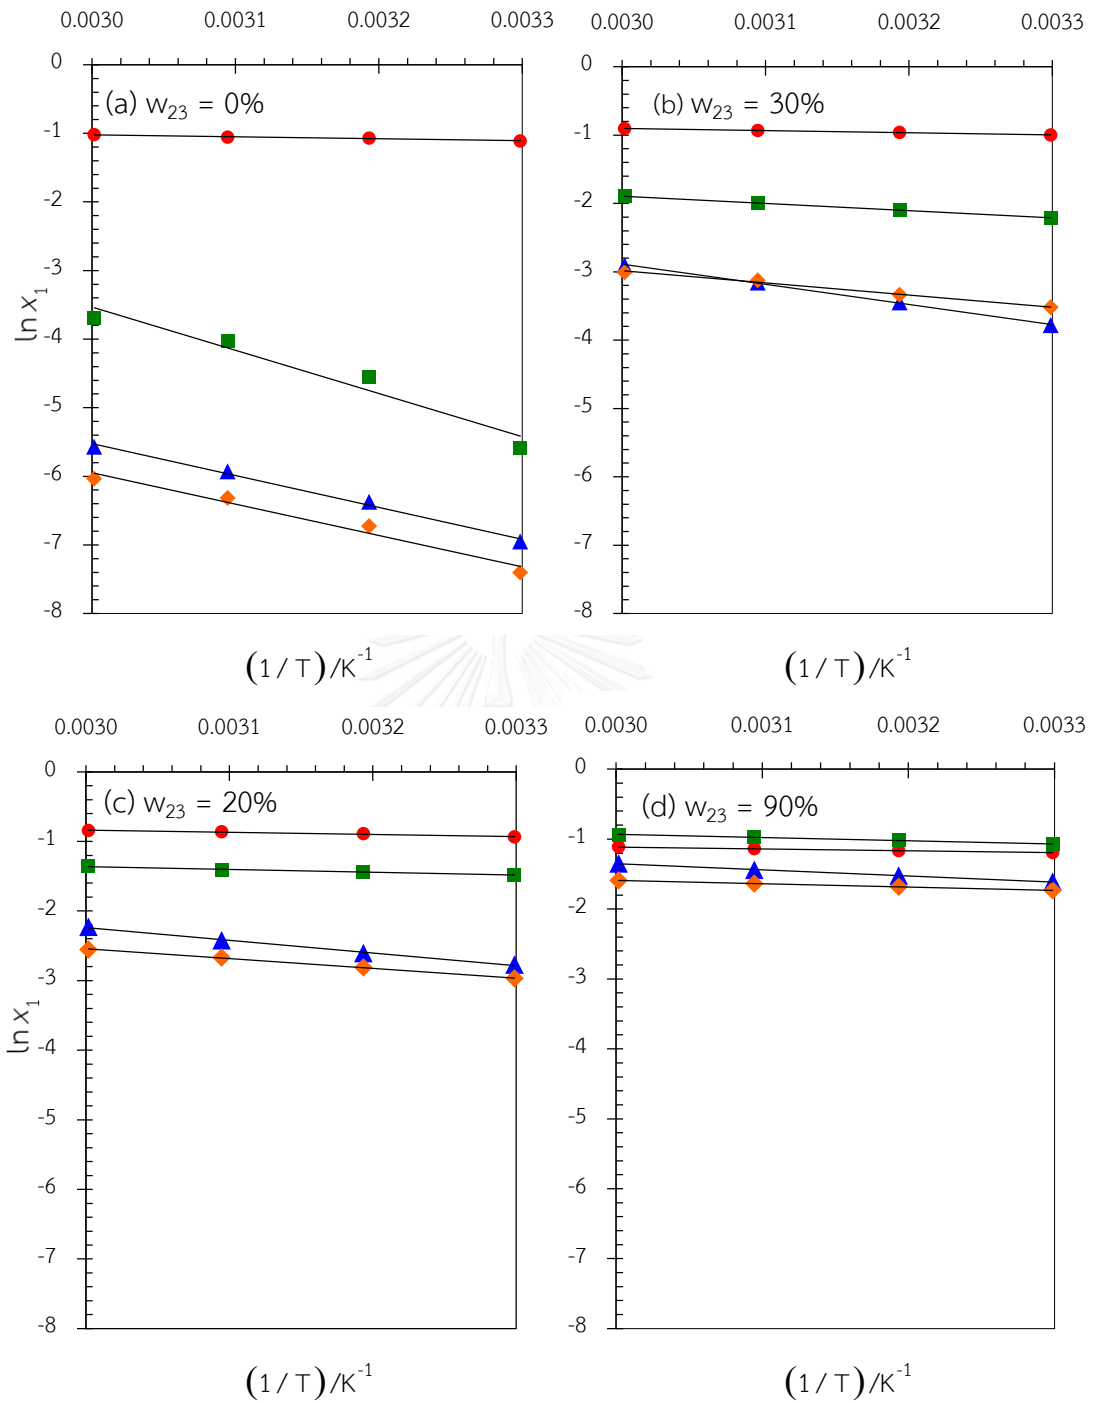 0.0030 0.0031 0.0032 0.0033
0
-1
-2
-3
-4
-5
-6
-7
-8
(a) w23 = 0%
ln x1
(1 / T) /K-1
0.0030 0.0031 0.0032 0.0033
0
-1
-2
-3
-4
-5
-6
-7
-8
(b) w23 = 30%
(1 / T) /K-1
0.0030 0.0031 0.0032 0.0033
0
-1
-2
-3
-4
-5
-6
-7
-8
(c) w23 = 20%
ln x1
(1 / T) /K-1
0.0030 0.0031 0.0032 0.0033
0
-1
-2
-3
-4
-5
-6
-7
-8
(d) w23 = 90%
(1 / T) /K-1